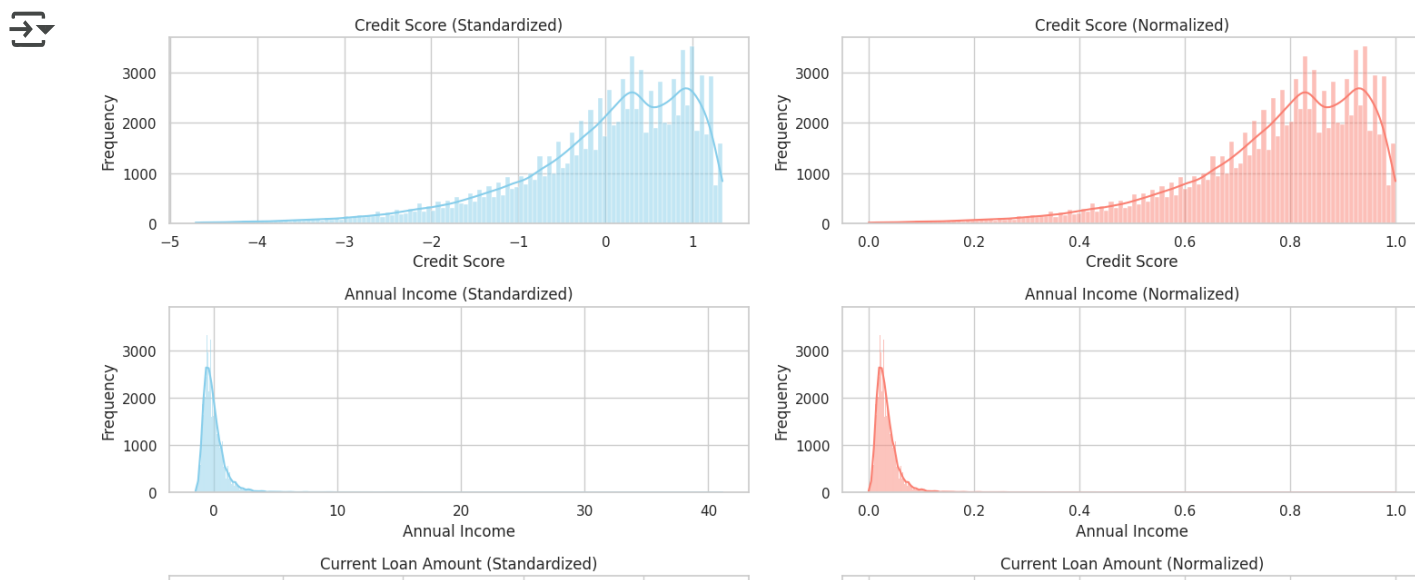 Credit Score (Standardized)
Credit Score (Normalized)
Frequency
3000
2000
1000
0
−5 −4 −3 −2 −1 0 1
Credit Score
Frequency
3000
2000
1000
0
0.0 0.2 0.4 0.6 0.8 1.0
Credit Score
Annual Income (Standardized)
Annual Income (Normalized)
Frequency
3000
2000
1000
0
0 10 20 30 40
Annual Income
Frequency
3000
2000
1000
0
0.0 0.2 0.4 0.6 0.8 1.0
Annual Income
Current Loan Amount (Standardized)
Current Loan Amount (Normalized)